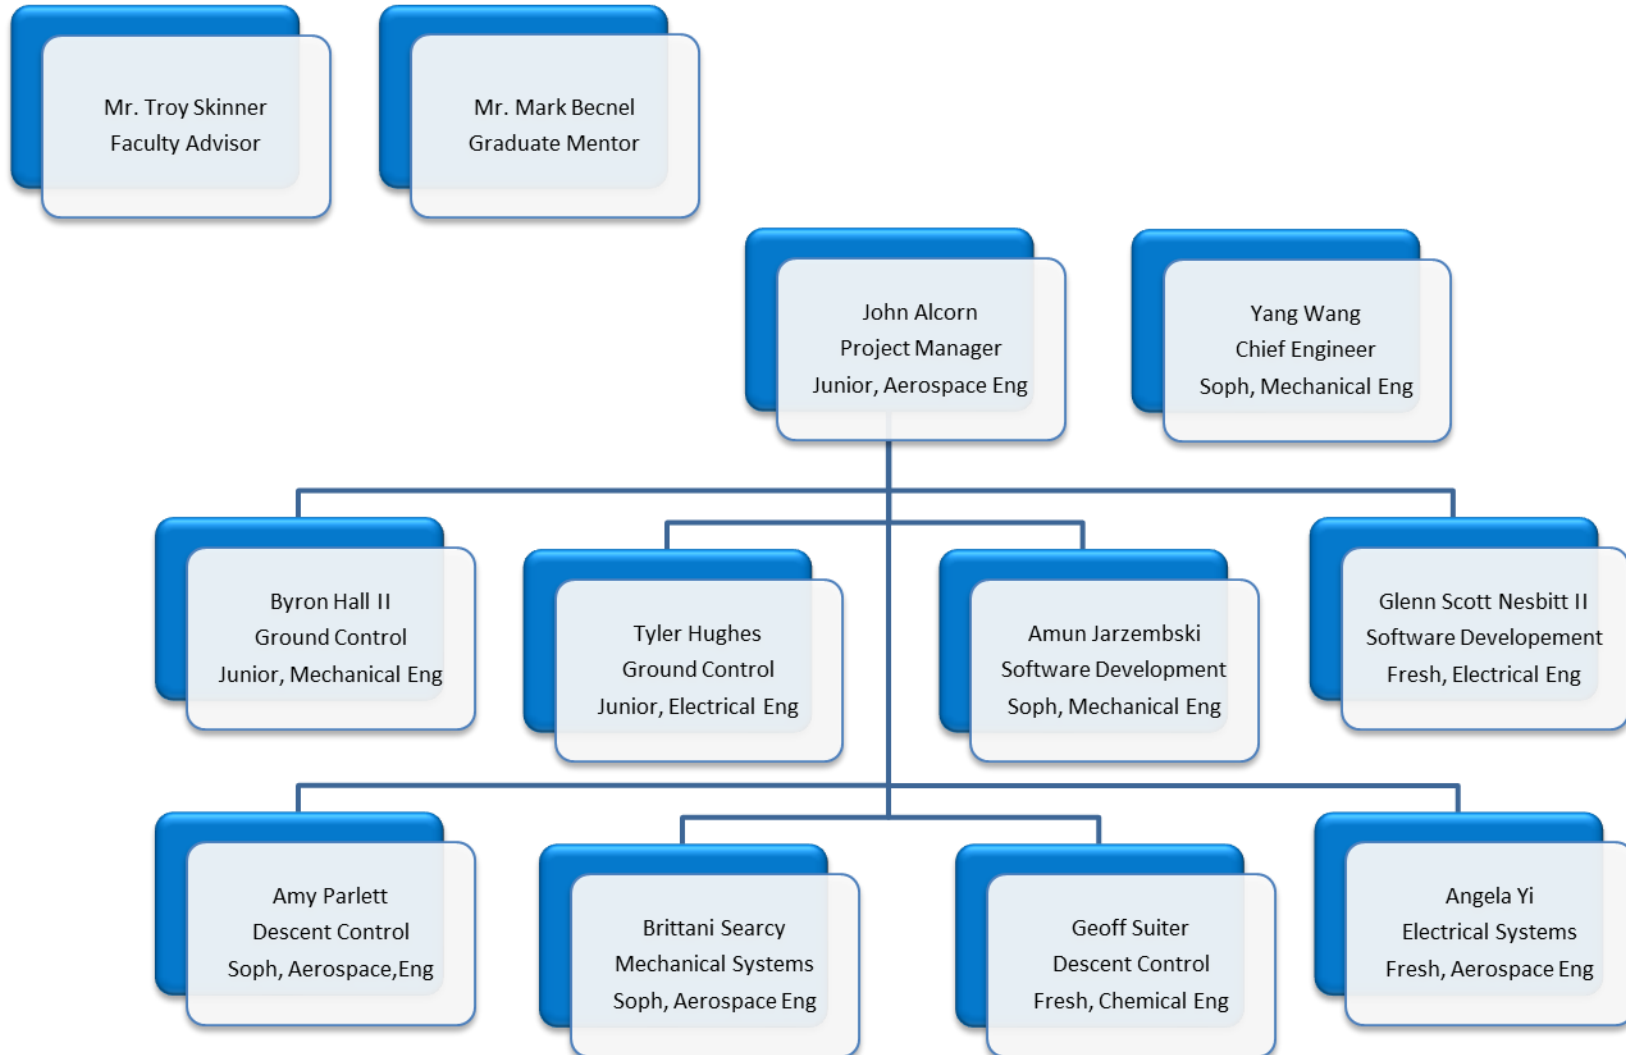 Mr. Troy Skinner
Faculty Advisor
Mr. Mark Becnel
Graduate Mentor
John Alcorn
Project Manager
Junior, Aerospace Eng
Yang Wang
Chief Engineer
Soph, Mechanical Eng
Byron Hall II
Ground Control
Junior, Mechanical Eng
Tyler Hughes
Ground Control
Junior, Electrical Eng
Amun Jarzembski
Software Development
Soph, Mechanical Eng
Glenn Scott Nesbitt II
Software Developement
Fresh, Electrical Eng
Amy Parlett
Descent Control
Soph, Aerospace,Eng
Brittani Searcy
Mechanical Systems
Soph, Aerospace Eng
Geoff Suiter
Descent Control
Fresh, Chemical Eng
Angela Yi
Electrical Systems
Fresh, Aerospace Eng